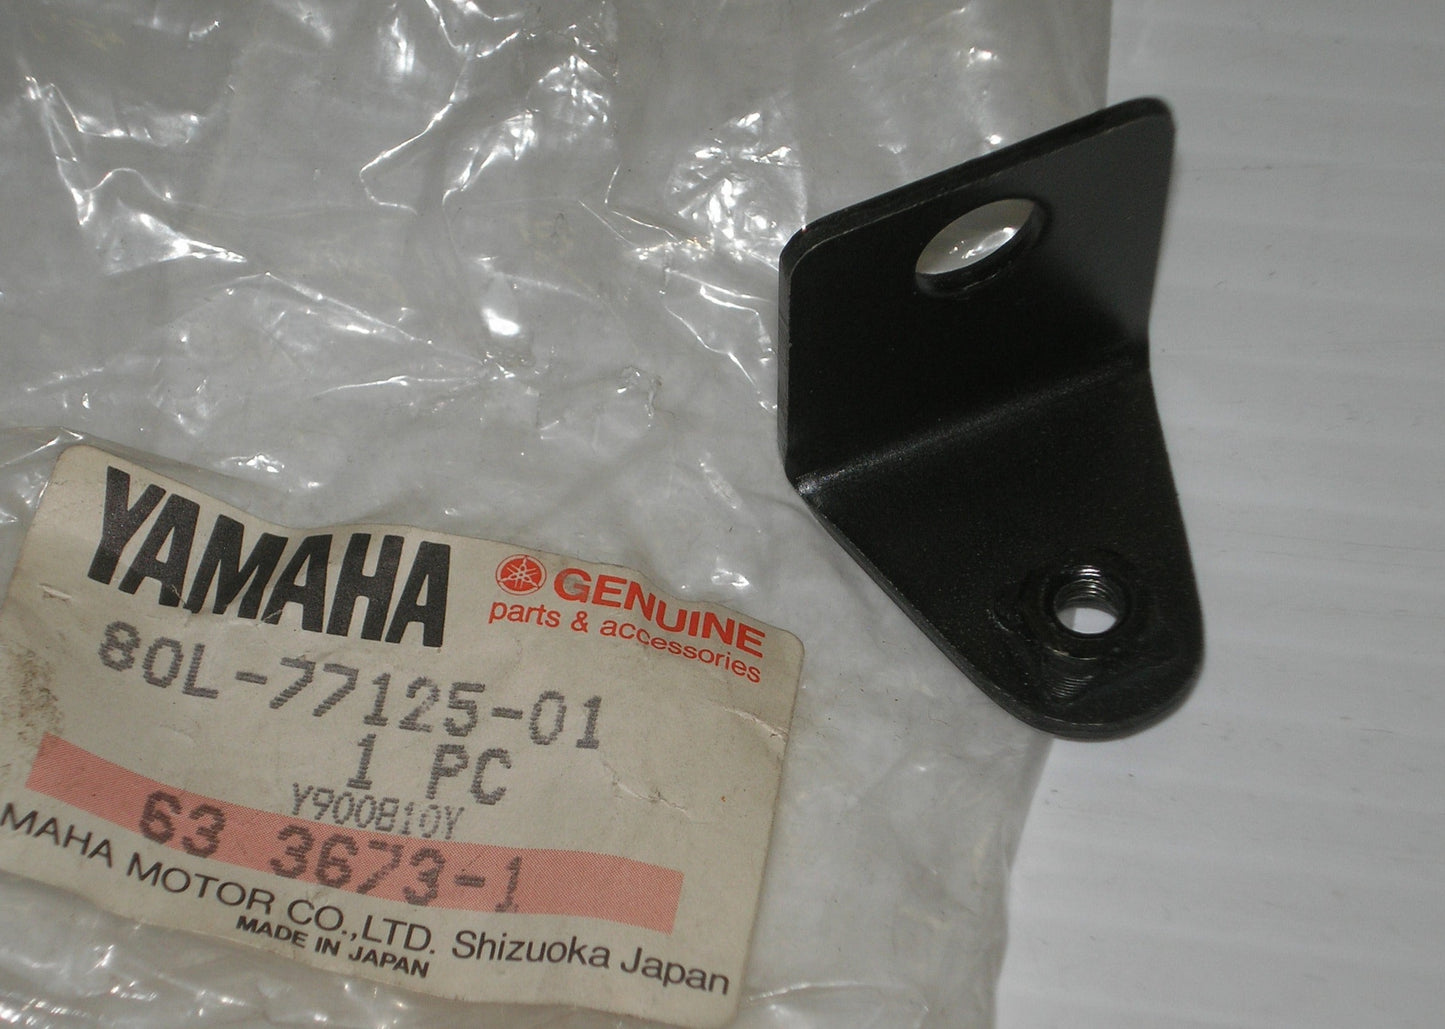 YAMAHA
GENUINE
parts & accessories
80L-77125-01
1 PC
Y900810Y
63 3673-1
MAHA MOTOR CO.,LTD. Shizuoka Japan
MADE IN JAPAN